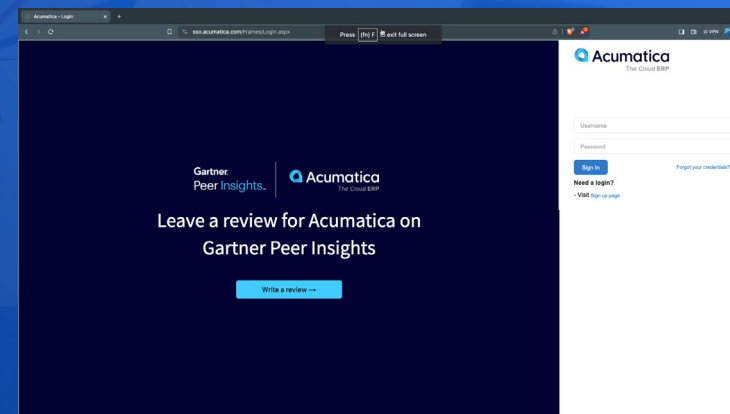 Acumatica - Login
sso.acumatica.com/Frames/Login.aspx
Press (fn) F to exit full screen
VPN
Gartner
Peer Insights™
Acumatica
The Cloud ERP
Leave a review for Acumatica on
Gartner Peer Insights
Write a review →
Acumatica
The Cloud ERP
Username
Password
Sign In
Forgot your credentials?
Need a login?
- Visit Sign up page